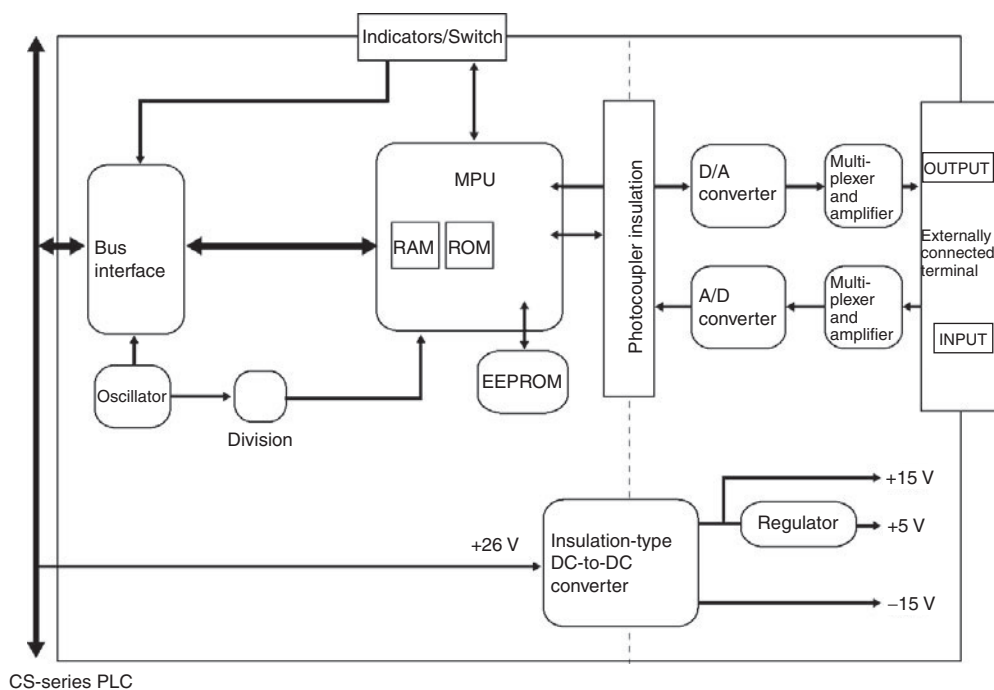 Indicators/Switch
Bus
interface
MPU
RAM
ROM
EEPROM
Oscillator
Division
Photocoupler insulation
D/A
converter
Multi-
plexer
and
amplifier
OUTPUT
Externally
connected
terminal
A/D
converter
Multi-
plexer
and
amplifier
INPUT
+26 V
Insulation-type
DC-to-DC
converter
Regulator
+15 V
+5 V
−15 V
CS-series PLC